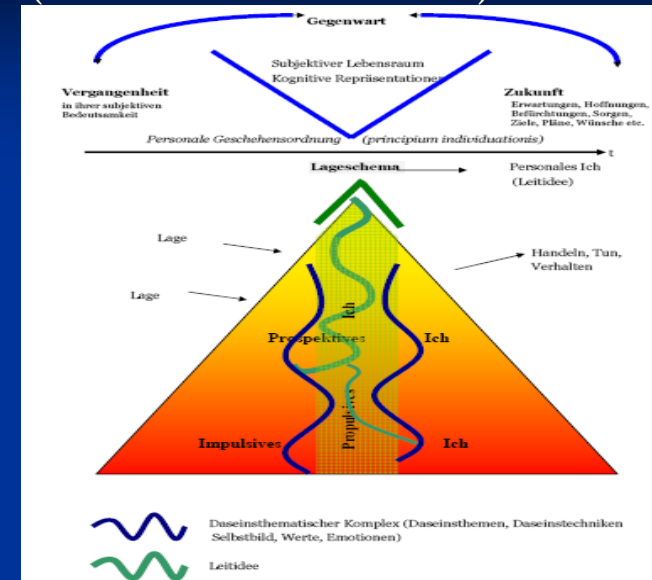 Gegenwart
Subjektiver Lebensraum
Kognitive Repräsentationen
Vergangenheit
in ihrer subjektiven
Bedeutsamkeit
Zukunft
Erwartungen, Hoffnungen,
Befürchtungen, Sorgen,
Ziele, Pläne, Wünsche etc.
Personale Geschehensordnung (principium individuationis)
t
Lageschema
Personales Ich
(Leitidee)
Lage
Handeln, Tun,
Verhalten
Lage
Ich
Prospektives Ich
Propulsives
Impulsives Ich
Daseinsthematischer Komplex (Daseinsthemen, Daseinstechniken
Selbstbild, Werte, Emotionen)
Leitidee